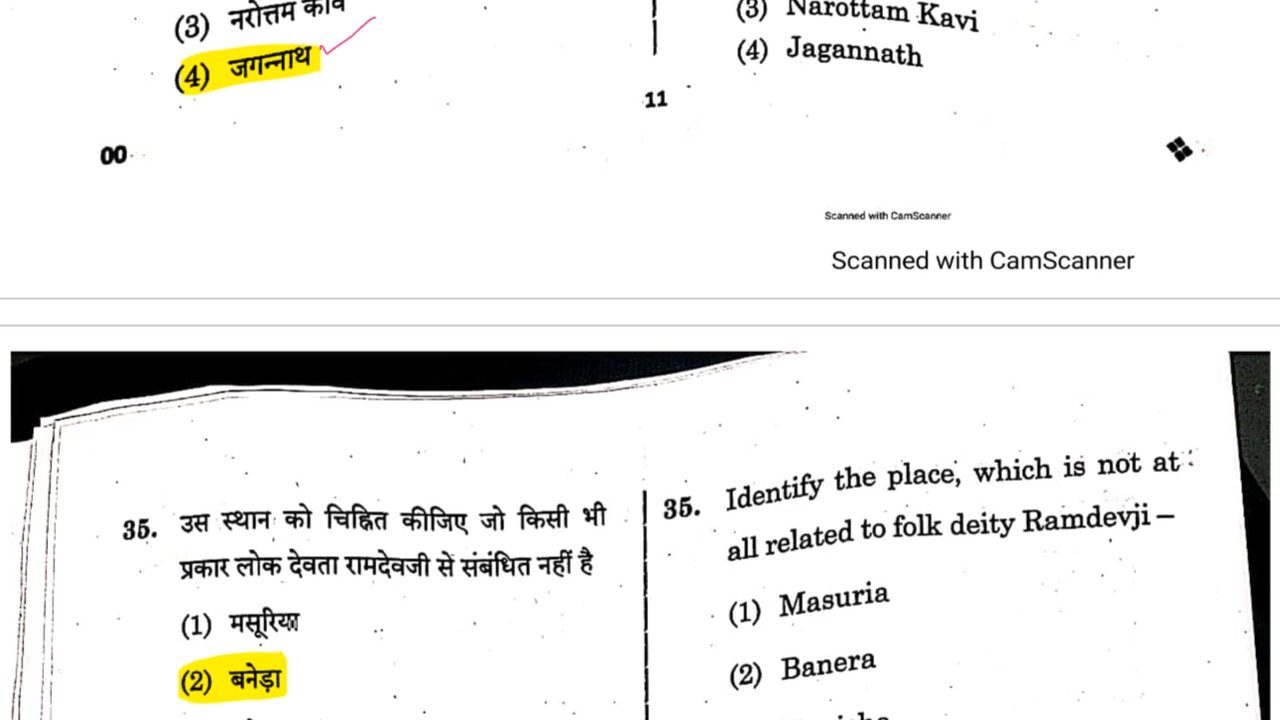 (3) नरोत्तम कवि
(4) जगन्नाथ
(3) Narottam Kavi
(4) Jagannath
11
00
Scanned with CamScanner
Scanned with CamScanner
35. उस स्थान को चिह्नित कीजिए जो किसी भी
प्रकार लोक देवता रामदेवजी से संबंधित नहीं है
(1) मसूरिया
(2) बनेड़ा
35. Identify the place, which is not at
all related to folk deity Ramdevji –
(1) Masuria
(2) Banera